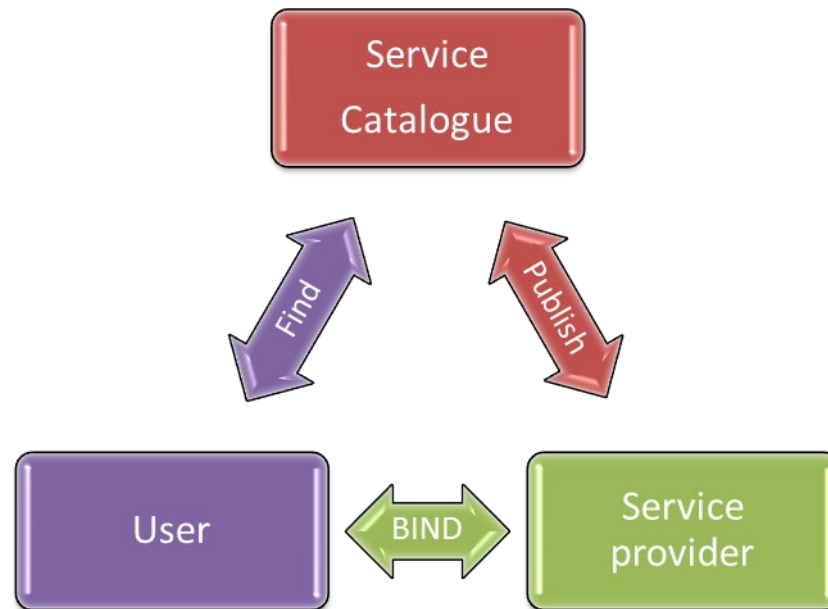 Service
Catalogue
Find
Publish
User
BIND
Service
provider